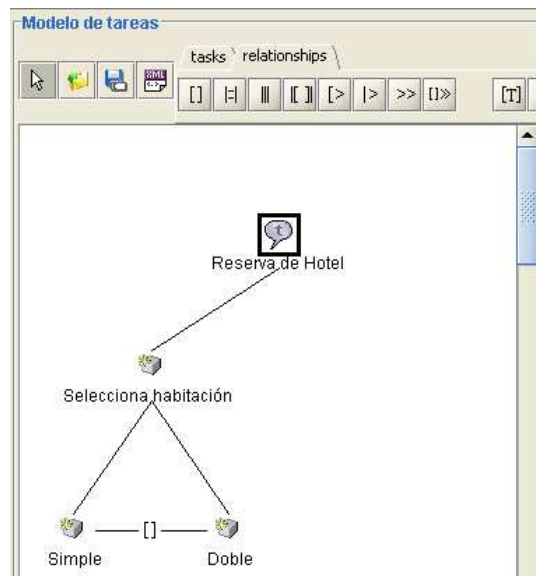 Modelo de tareas
tasks relationships
XML
[] |=| ||| |[ ]| [> |> >> []>> [T]
t
Reserva de Hotel
Selecciona habitación
Simple [] Doble